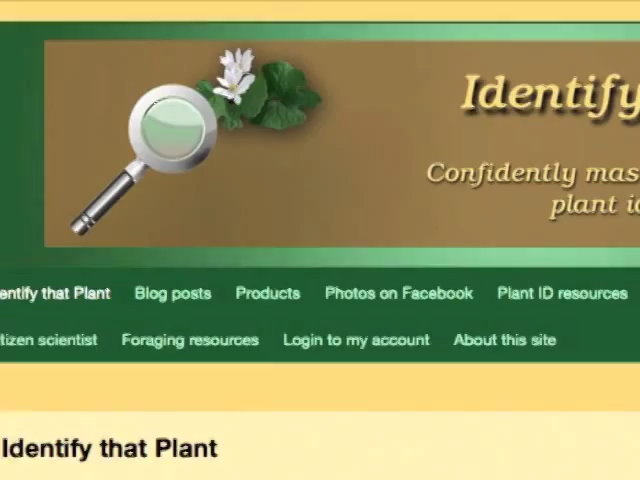 Identify
Confidently mas
plant i
entify that Plant Blog posts Products Photos on Facebook Plant ID resources
tizen scientist Foraging resources Login to my account About this site
Identify that Plant